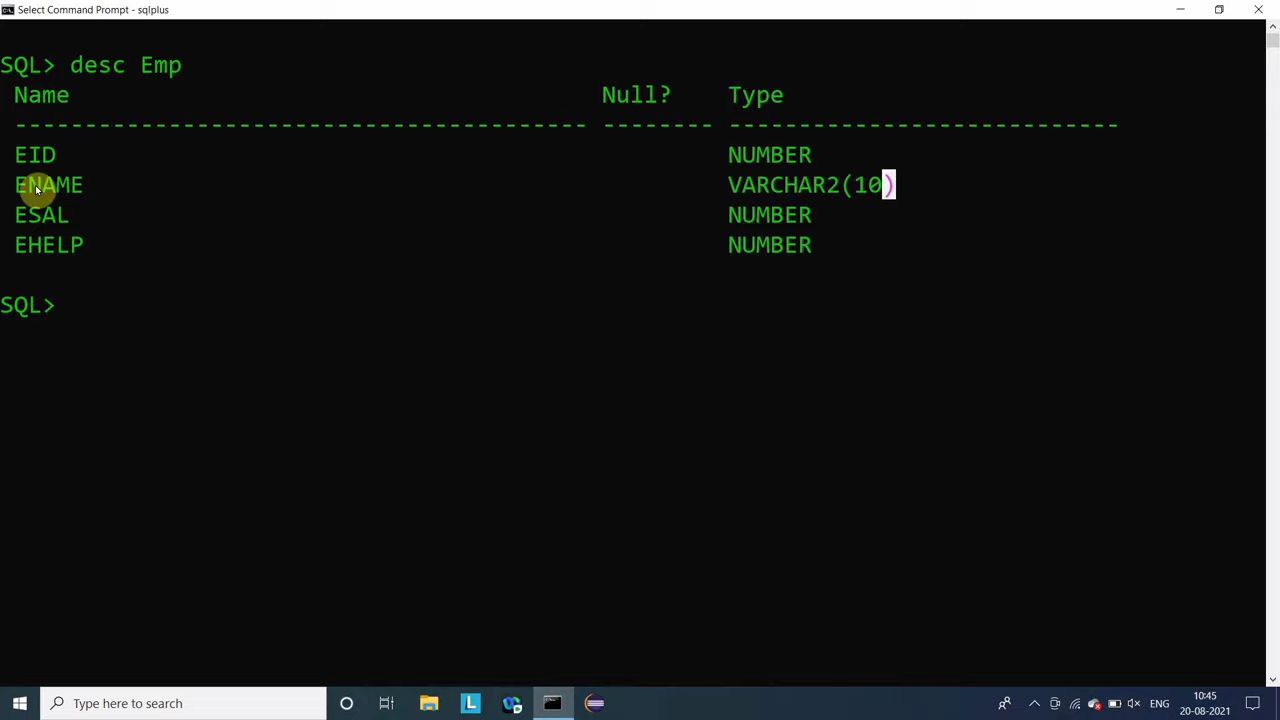 Select Command Prompt - sqlplus
SQL> desc Emp
Name Null? Type
----------------------------------------- -------- ----------------------------
EID NUMBER
ENAME VARCHAR2(10)
ESAL NUMBER
EHELP NUMBER
SQL>
Type here to search
L
ENG
10:45
20-08-2021